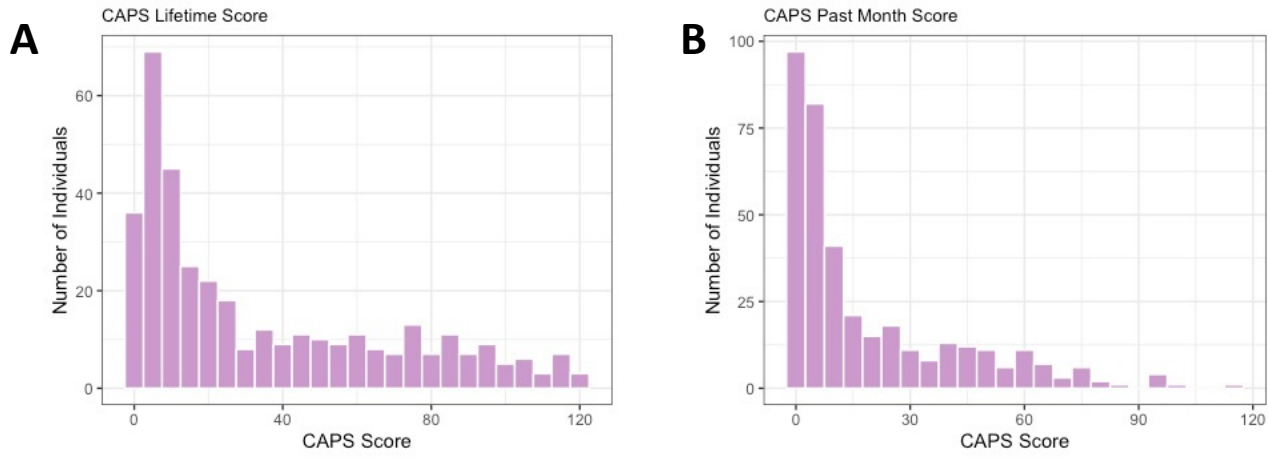 A
CAPS Lifetime Score
Number of Individuals
60
40
20
0
0 40 80 120
CAPS Score
B
CAPS Past Month Score
Number of Individuals
100
75
50
25
0
0 30 60 90 120
CAPS Score